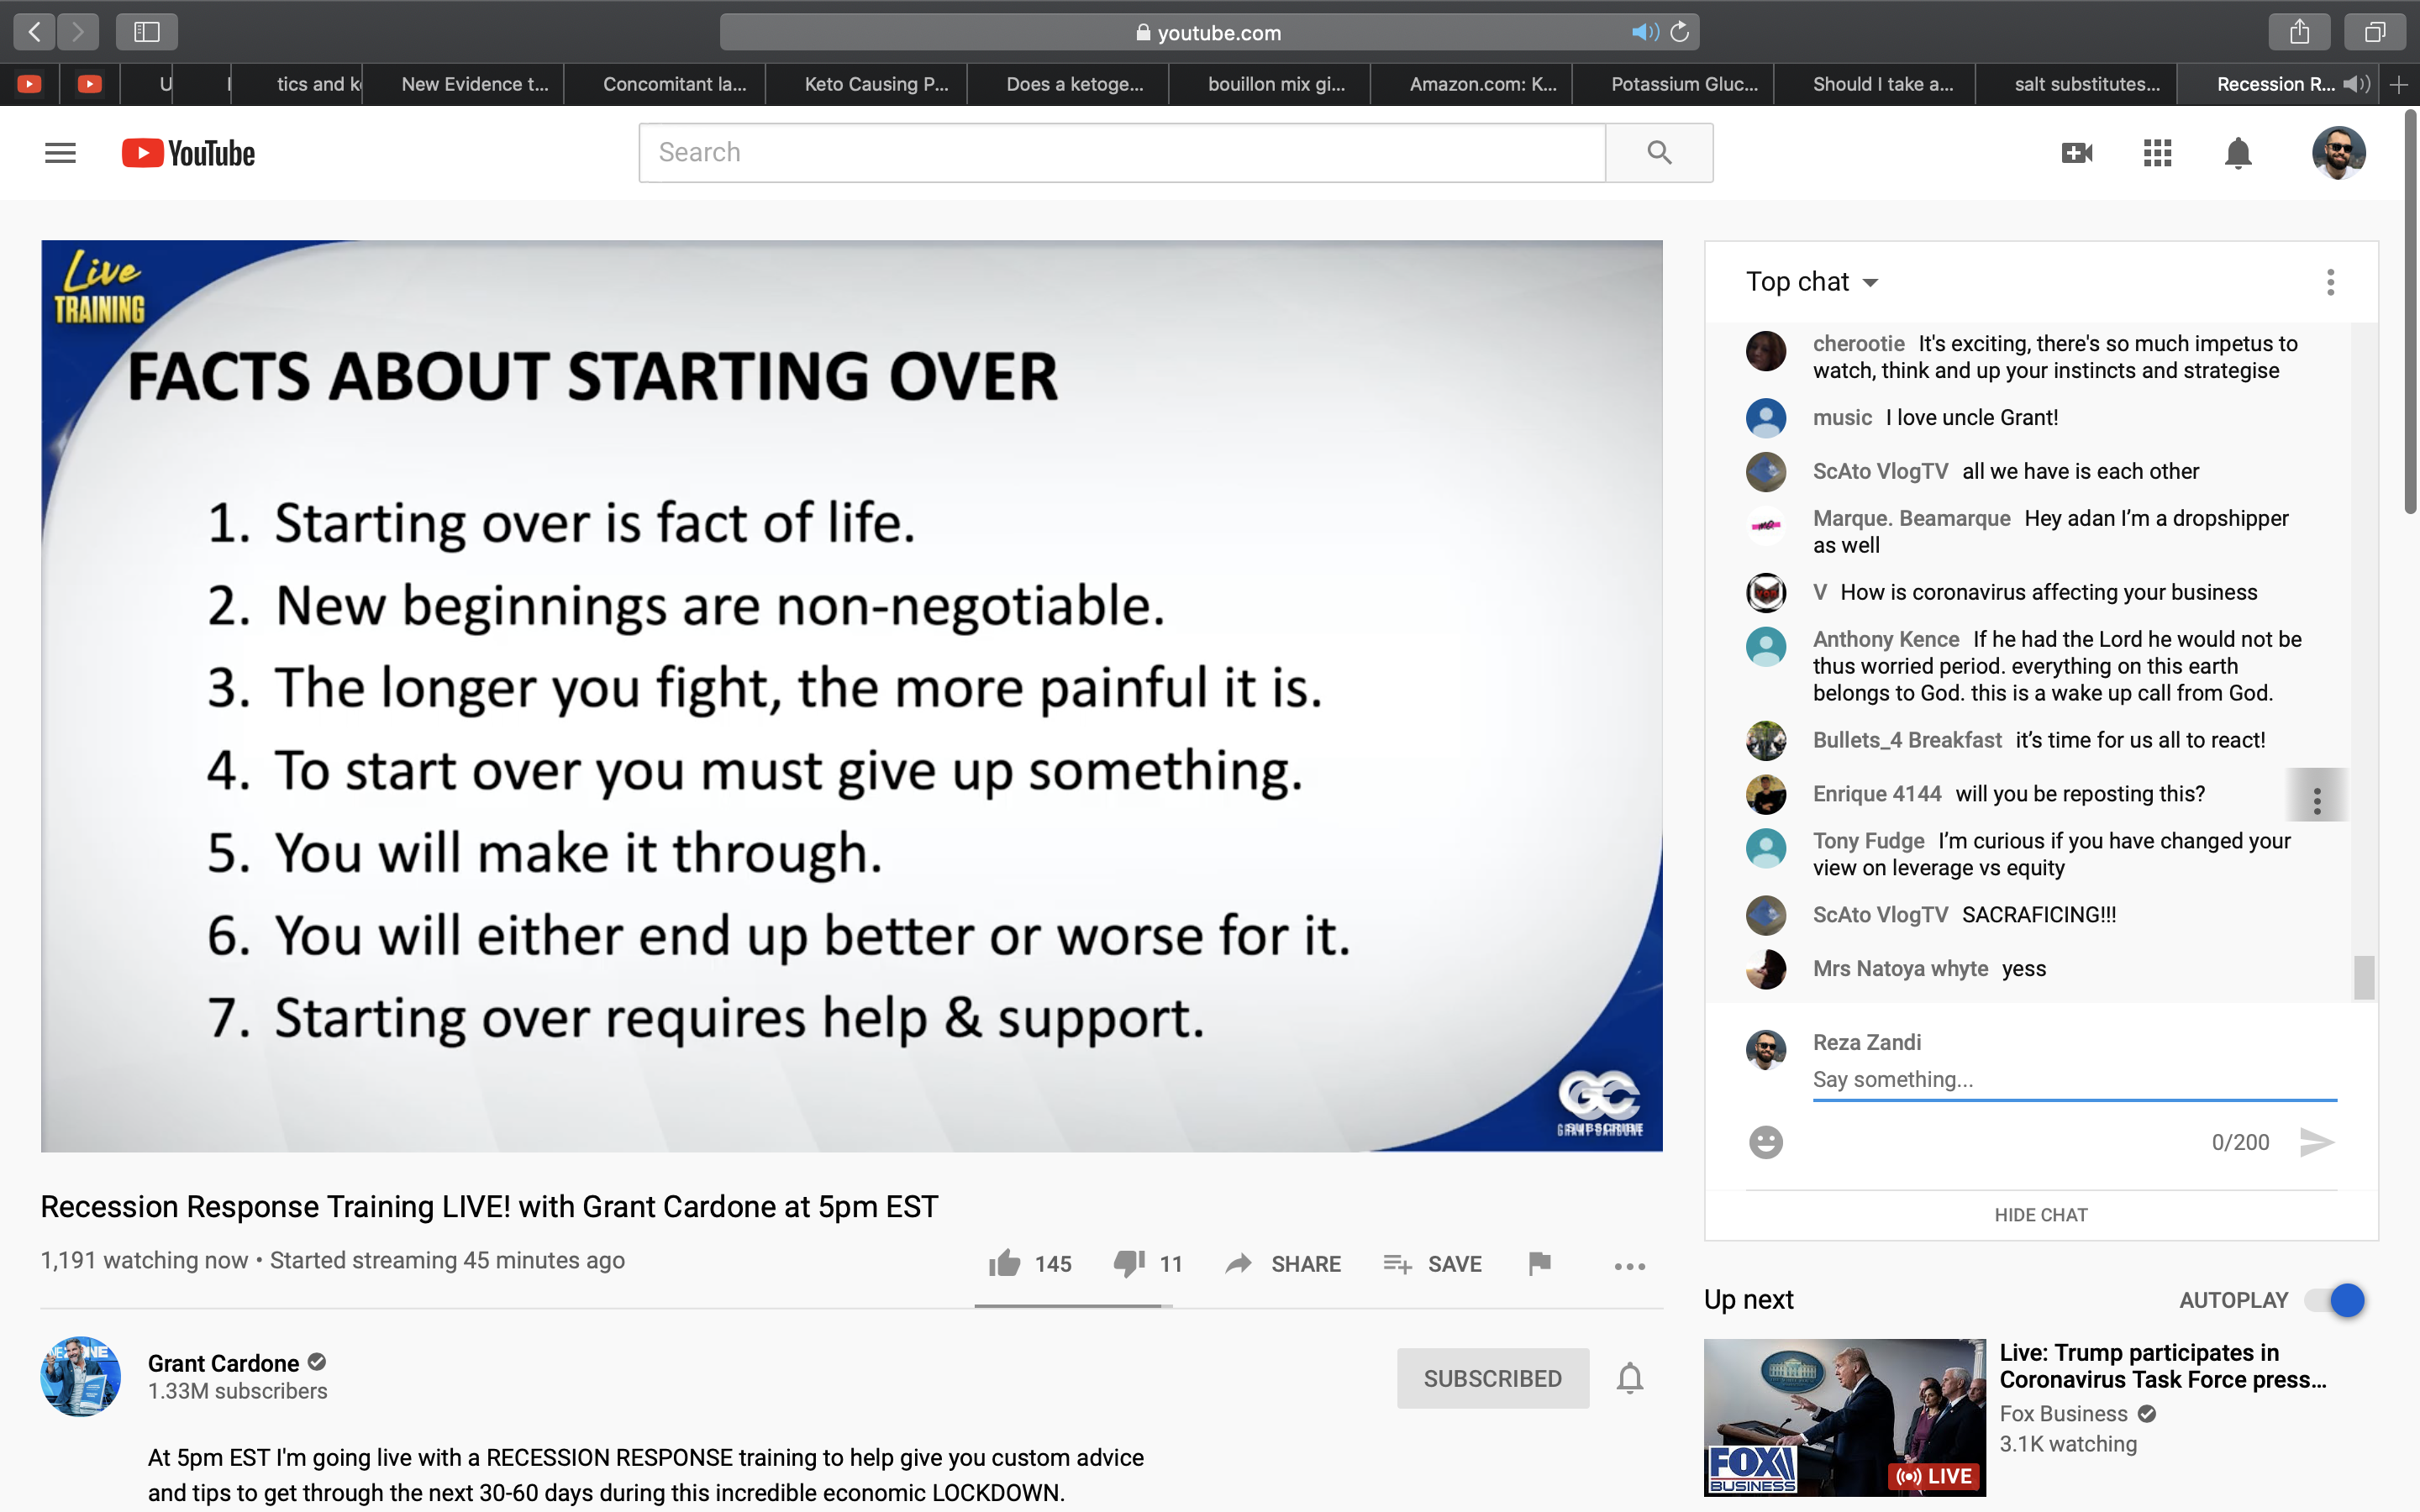 youtube.com
U
tics and k
New Evidence t...
Concomitant la...
Keto Causing P...
Does a ketoge...
bouillon mix gi...
Amazon.com: K...
Potassium Gluc...
Should I take a...
salt substitutes...
Recession R...
YouTube
Search
Live
TRAINING
FACTS ABOUT STARTING OVER
1. Starting over is fact of life.
2. New beginnings are non-negotiable.
3. The longer you fight, the more painful it is.
4. To start over you must give up something.
5. You will make it through.
6. You will either end up better or worse for it.
7. Starting over requires help & support.
GC
SUBSCRIBE
GRANT CARDONE
Recession Response Training LIVE! with Grant Cardone at 5pm EST
1,191 watching now • Started streaming 45 minutes ago
145
11
SHARE
SAVE
Grant Cardone
1.33M subscribers
SUBSCRIBED
At 5pm EST I'm going live with a RECESSION RESPONSE training to help give you custom advice
and tips to get through the next 30-60 days during this incredible economic LOCKDOWN.
Top chat
cherootie It's exciting, there's so much impetus to
watch, think and up your instincts and strategise
music I love uncle Grant!
ScAto VlogTV all we have is each other
Marque. Beamarque Hey adan I’m a dropshipper
as well
V How is coronavirus affecting your business
Anthony Kence If he had the Lord he would not be
thus worried period. everything on this earth
belongs to God. this is a wake up call from God.
Bullets_4 Breakfast it’s time for us all to react!
Enrique 4144 will you be reposting this?
Tony Fudge I’m curious if you have changed your
view on leverage vs equity
ScAto VlogTV SACRAFICING!!!
Mrs Natoya whyte yess
Reza Zandi
Say something...
0/200
HIDE CHAT
Up next
AUTOPLAY
Live: Trump participates in
Coronavirus Task Force press...
Fox Business
3.1K watching
FOX
BUSINESS
LIVE